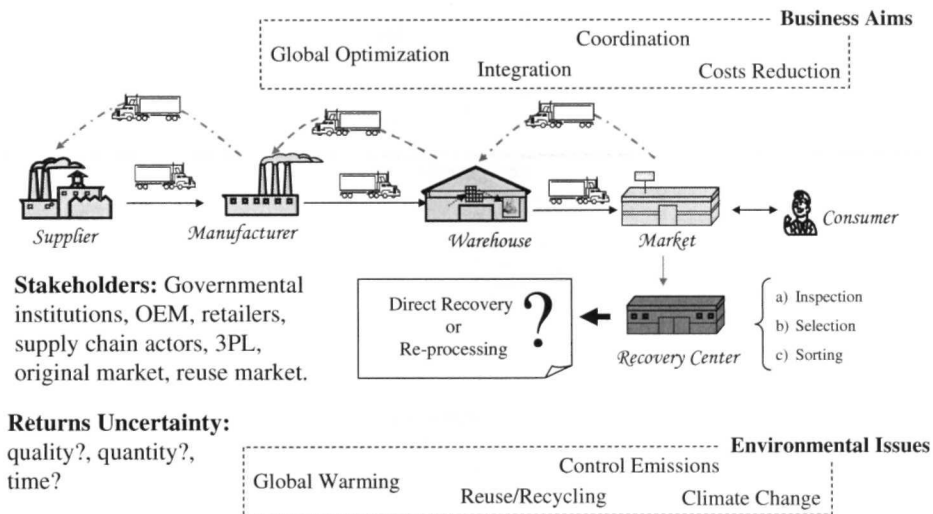 Business Aims
Coordination
Global Optimization
Integration
Costs Reduction
Supplier
Manufacturer
Warehouse
Market
Consumer
Stakeholders: Governmental
institutions, OEM, retailers,
supply chain actors, 3PL,
original market, reuse market.
Direct Recovery
or
Re-processing
?
Recovery Center
a) Inspection
b) Selection
c) Sorting
Returns Uncertainty:
quality?, quantity?,
time?
Environmental Issues
Control Emissions
Global Warming
Reuse/Recycling
Climate Change